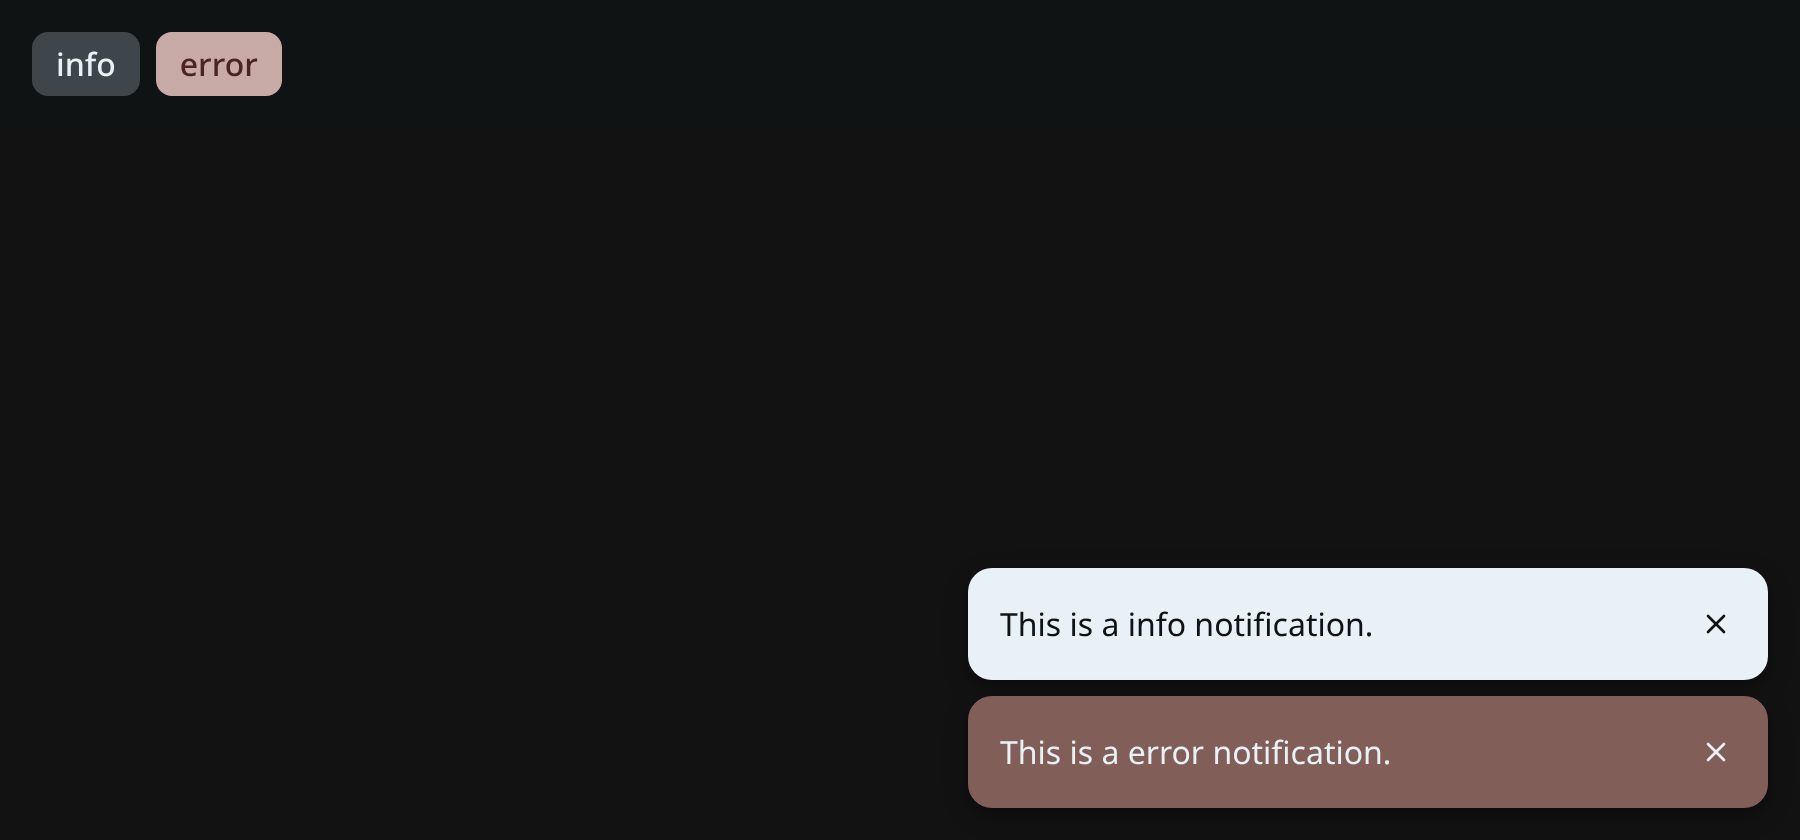 info
error
This is a info notification.
This is a error notification.